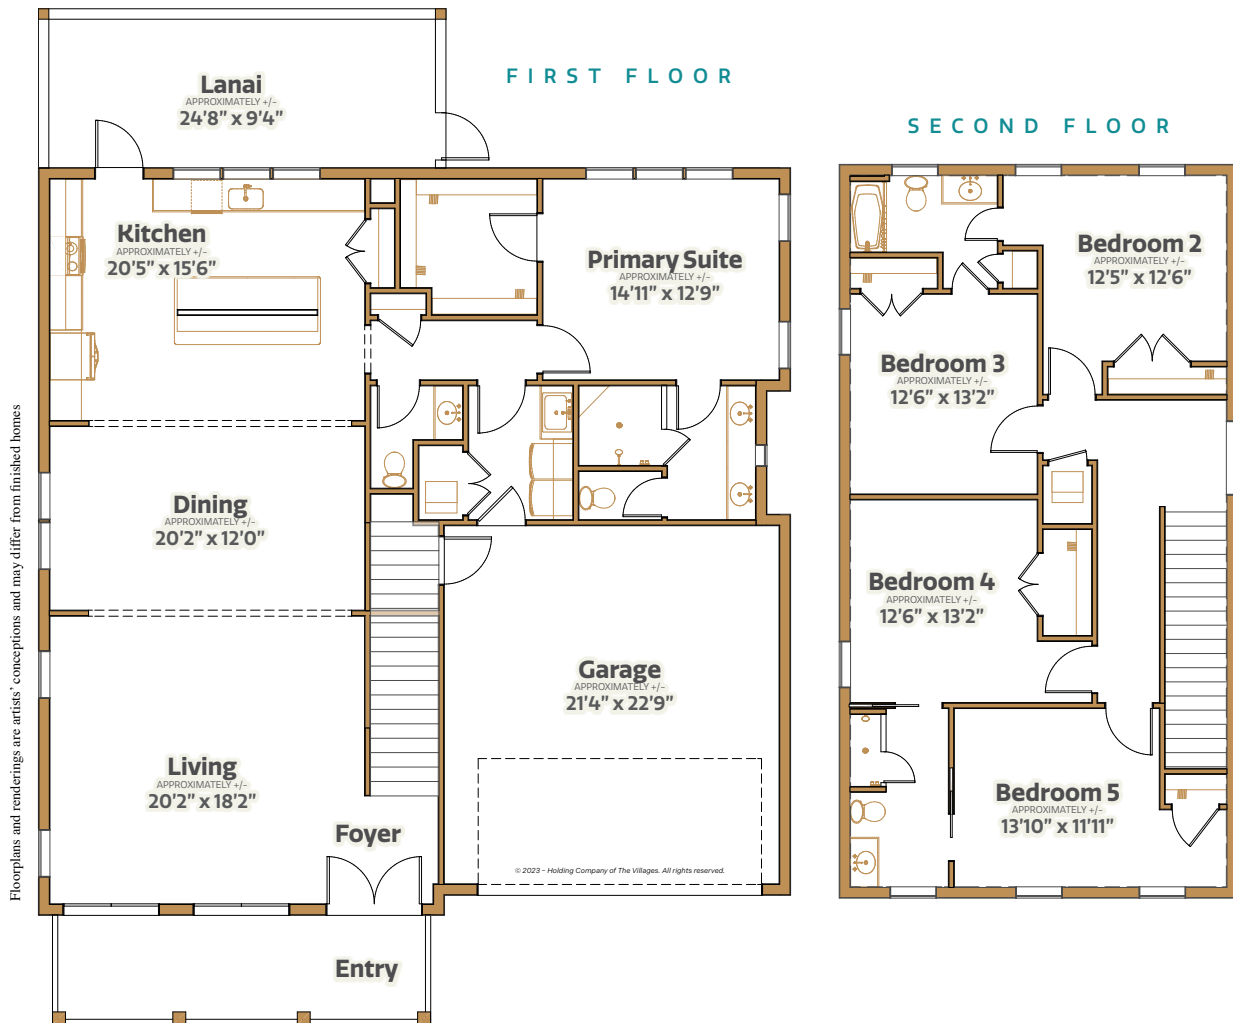 FIRST FLOOR
Lanai
APPROXIMATELY +/-
24'8" x 9'4"
Kitchen
APPROXIMATELY +/-
20'5" x 15'6"
Primary Suite
APPROXIMATELY +/-
14'11" x 12'9"
Dining
APPROXIMATELY +/-
20'2" x 12'0"
Garage
APPROXIMATELY +/-
21'4" x 22'9"
Living
APPROXIMATELY +/-
20'2" x 18'2"
Foyer
© 2023 – Holding Company of The Villages. All rights reserved.
Entry
Floorplans and renderings are artists' conceptions and may differ from finished homes
SECOND FLOOR
Bedroom 2
APPROXIMATELY +/-
12'5" x 12'6"
Bedroom 3
APPROXIMATELY +/-
12'6" x 13'2"
Bedroom 4
APPROXIMATELY +/-
12'6" x 13'2"
Bedroom 5
APPROXIMATELY +/-
13'10" x 11'11"